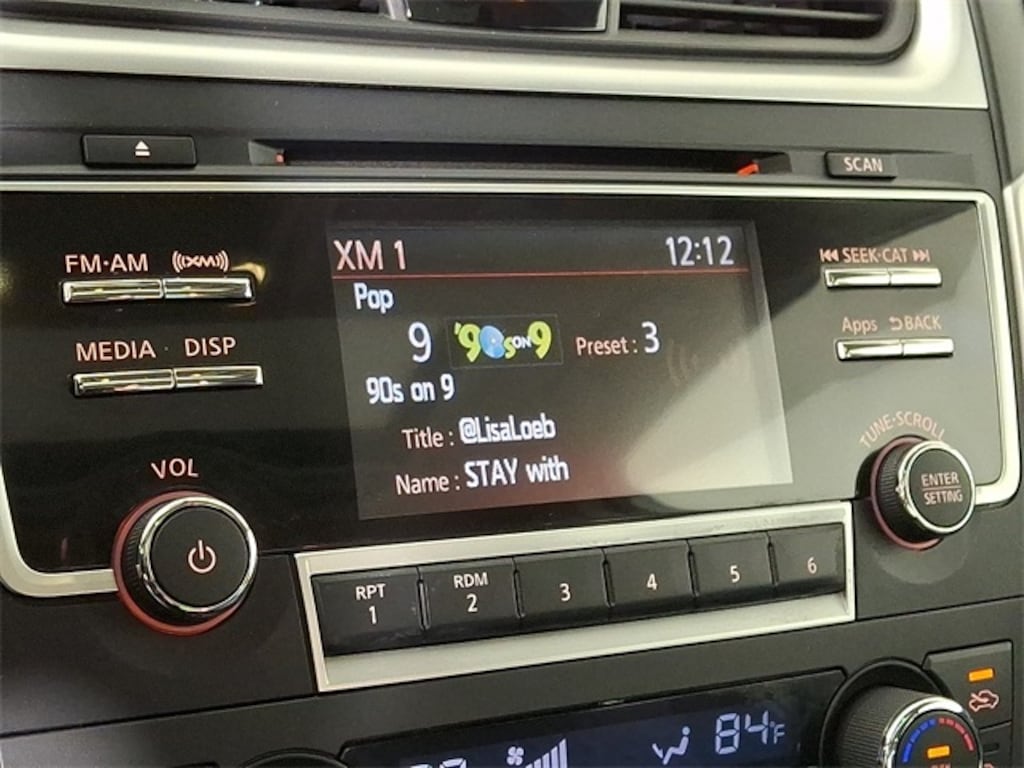 SCAN
FM·AM ((XM))
SEEK·CAT
MEDIA · DISP
Apps BACK
XM 1 12:12
Pop
9 '90s ON 9 Preset : 3
90s on 9
Title : @LisaLoeb
Name : STAY with
VOL
TUNE·SCROLL
ENTER
SETTING
RPT RDM
1 2 3 4 5 6
84°F